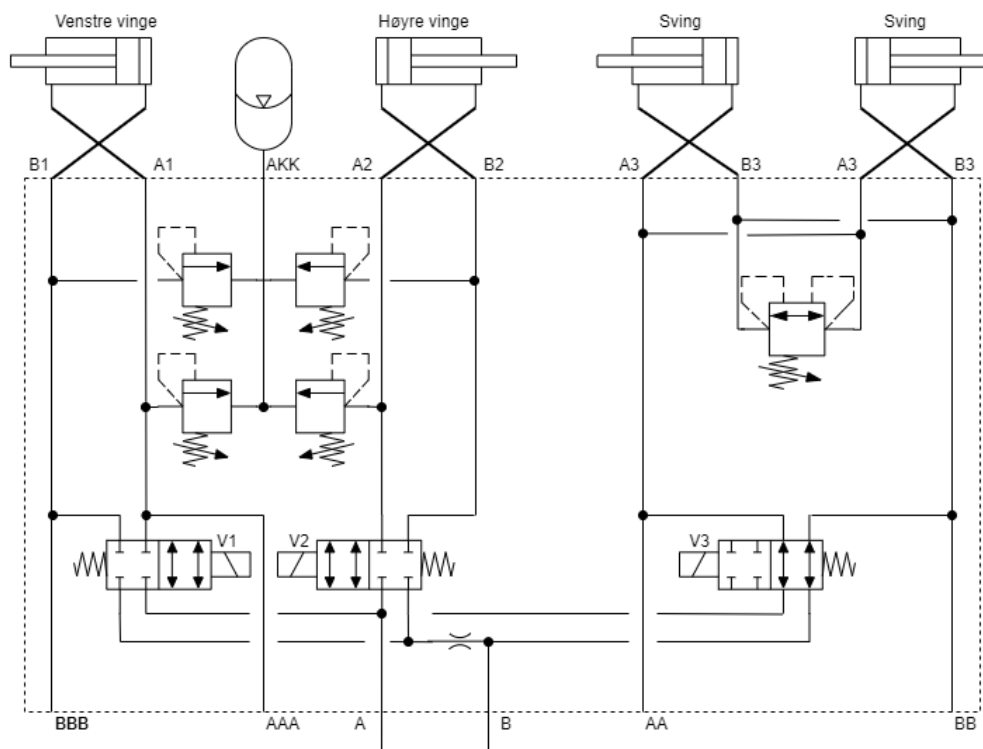 Venstre vinge
Høyre vinge
Sving
Sving
B1
A1
AKK
A2
B2
A3
B3
A3
B3
V1
V2
V3
BBB
AAA
A
B
AA
BB